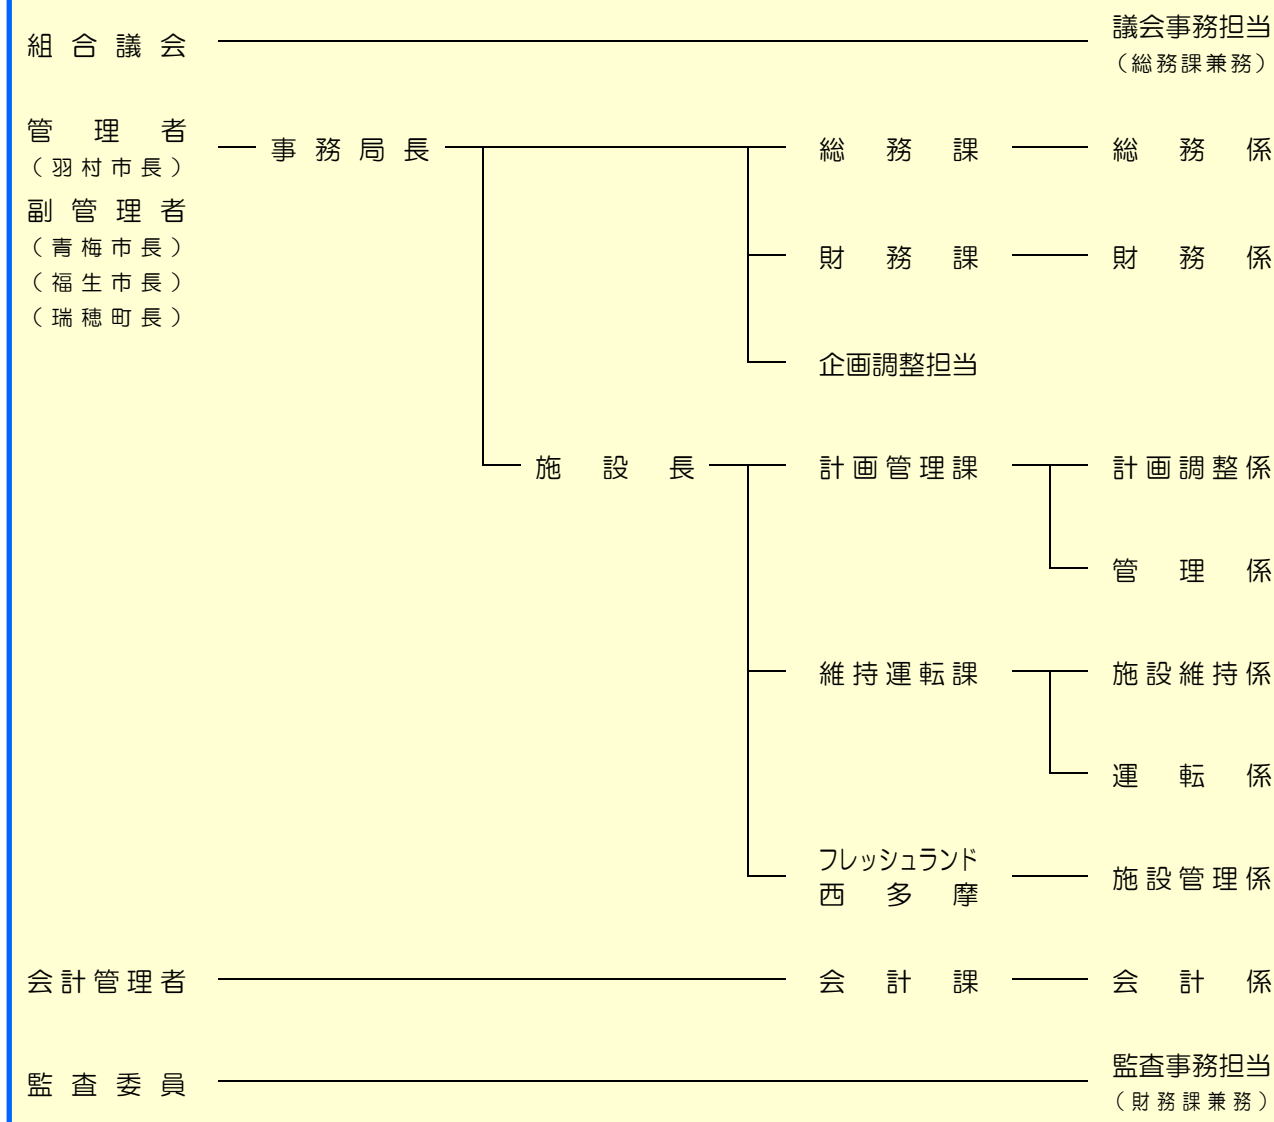 組合議会
議会事務担当
（総務課兼務）
管理者
（羽村市長）
副管理者
（青梅市長）
（福生市長）
（瑞穂町長）
事務局長
総務課
総務係
財務課
財務係
企画調整担当
施設長
計画管理課
計画調整係
管理係
維持運転課
施設維持係
運転係
フレッシュランド
西多摩
施設管理係
会計管理者
会計課
会計係
監査委員
監査事務担当
（財務課兼務）